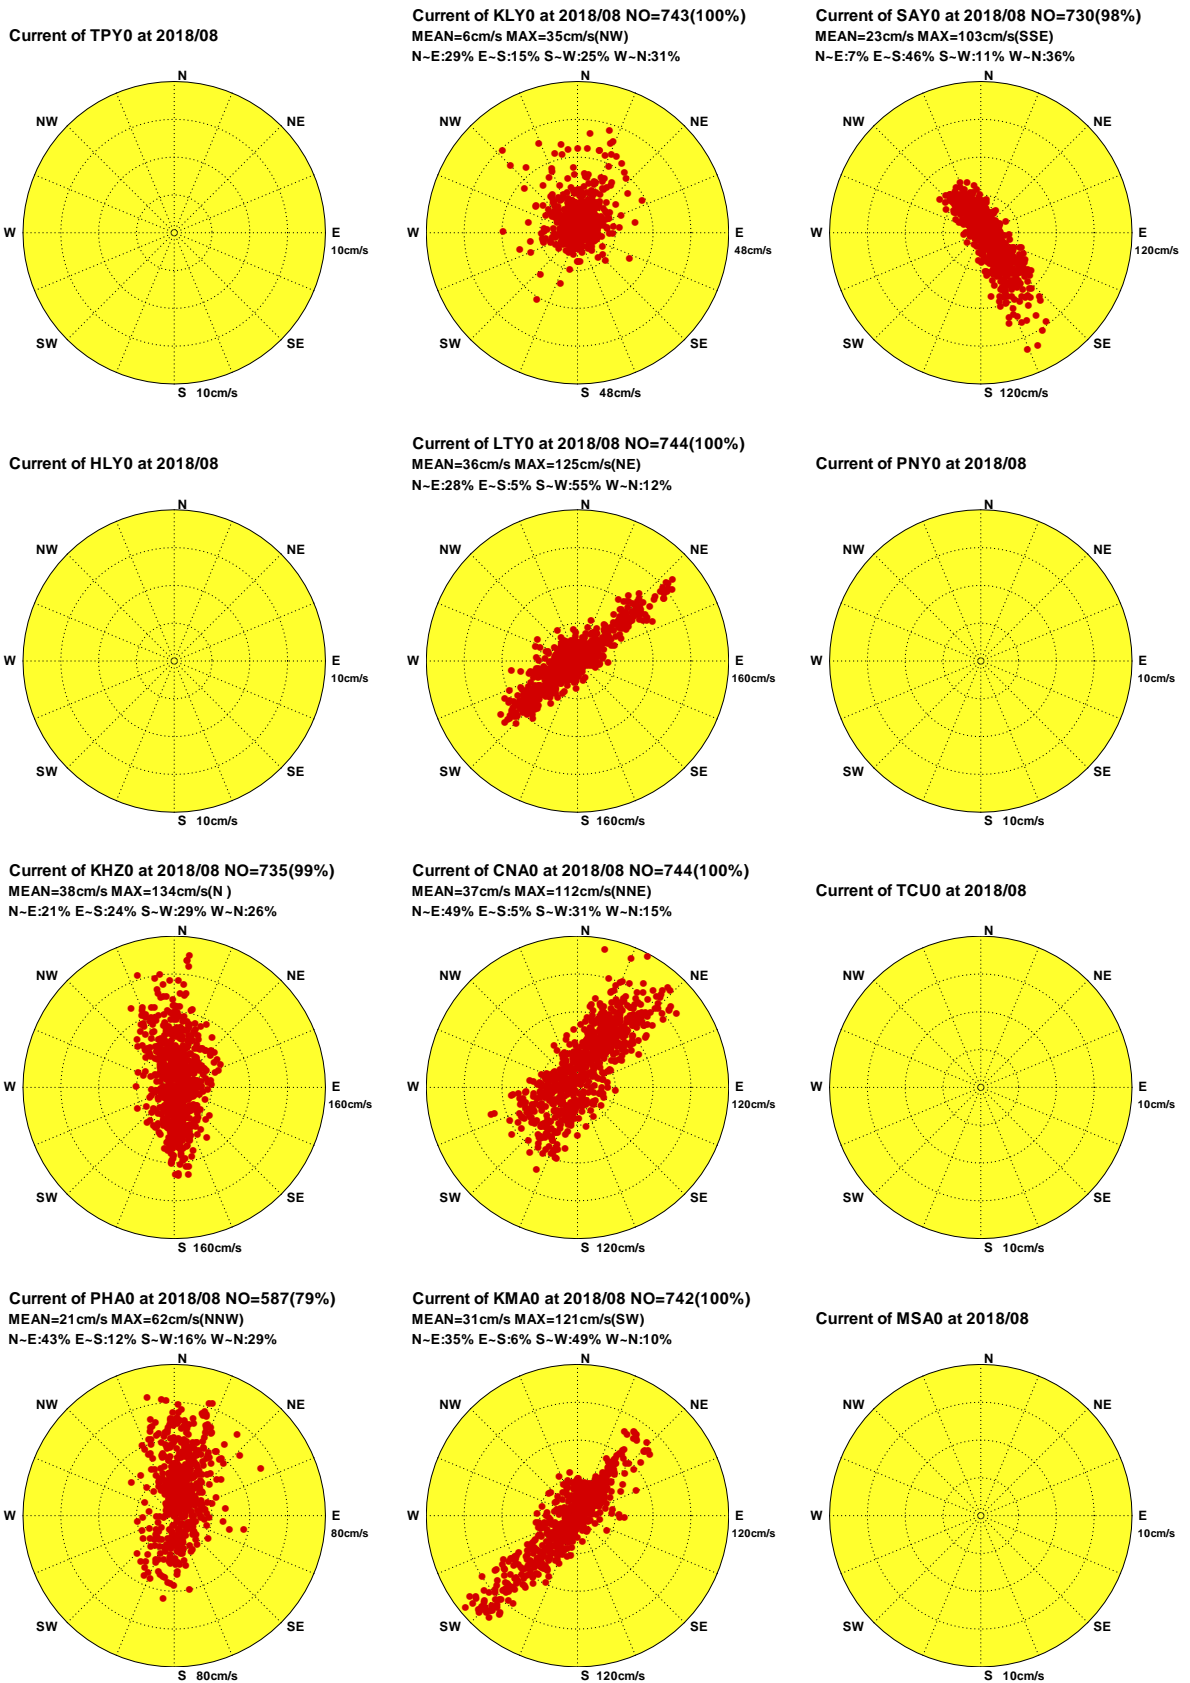 Current of TPY0 at 2018/08
N
NW
NE
W
E
10cm/s
SW
SE
S 10cm/s
Current of KLY0 at 2018/08 NO=743(100%)
MEAN=6cm/s MAX=35cm/s(NW)
N~E:29% E~S:15% S~W:25% W~N:31%
N
NW
NE
W
E
48cm/s
SW
SE
S 48cm/s
Current of SAY0 at 2018/08 NO=730(98%)
MEAN=23cm/s MAX=103cm/s(SSE)
N~E:7% E~S:46% S~W:11% W~N:36%
N
NW
NE
W
E
120cm/s
SW
SE
S 120cm/s
Current of HLY0 at 2018/08
N
NW
NE
W
E
10cm/s
SW
SE
S 10cm/s
Current of LTY0 at 2018/08 NO=744(100%)
MEAN=36cm/s MAX=125cm/s(NE)
N~E:28% E~S:5% S~W:55% W~N:12%
N
NW
NE
W
E
160cm/s
SW
SE
S 160cm/s
Current of PNY0 at 2018/08
N
NW
NE
W
E
10cm/s
SW
SE
S 10cm/s
Current of KHZ0 at 2018/08 NO=735(99%)
MEAN=38cm/s MAX=134cm/s(N )
N~E:21% E~S:24% S~W:29% W~N:26%
N
NW
NE
W
E
160cm/s
SW
SE
S 160cm/s
Current of CNA0 at 2018/08 NO=744(100%)
MEAN=37cm/s MAX=112cm/s(NNE)
N~E:49% E~S:5% S~W:31% W~N:15%
N
NW
NE
W
E
120cm/s
SW
SE
S 120cm/s
Current of TCU0 at 2018/08
N
NW
NE
W
E
10cm/s
SW
SE
S 10cm/s
Current of PHA0 at 2018/08 NO=587(79%)
MEAN=21cm/s MAX=62cm/s(NNW)
N~E:43% E~S:12% S~W:16% W~N:29%
N
NW
NE
W
E
80cm/s
SW
SE
S 80cm/s
Current of KMA0 at 2018/08 NO=742(100%)
MEAN=31cm/s MAX=121cm/s(SW)
N~E:35% E~S:6% S~W:49% W~N:10%
N
NW
NE
W
E
120cm/s
SW
SE
S 120cm/s
Current of MSA0 at 2018/08
N
NW
NE
W
E
10cm/s
SW
SE
S 10cm/s